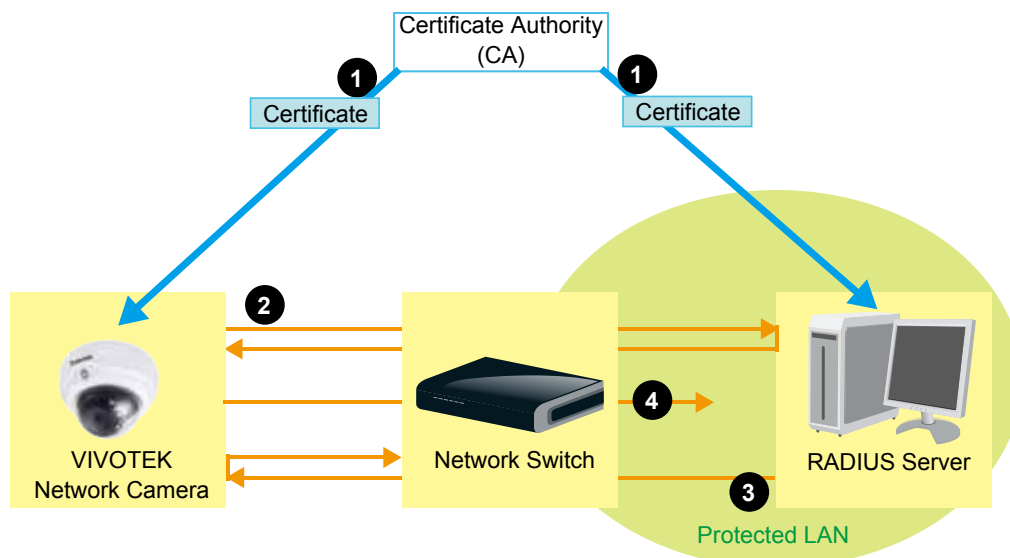 Certificate Authority
(CA)
1
1
Certificate
Certificate
2
4
VIVOTEK
Network Camera
Network Switch
RADIUS Server
3
Protected LAN